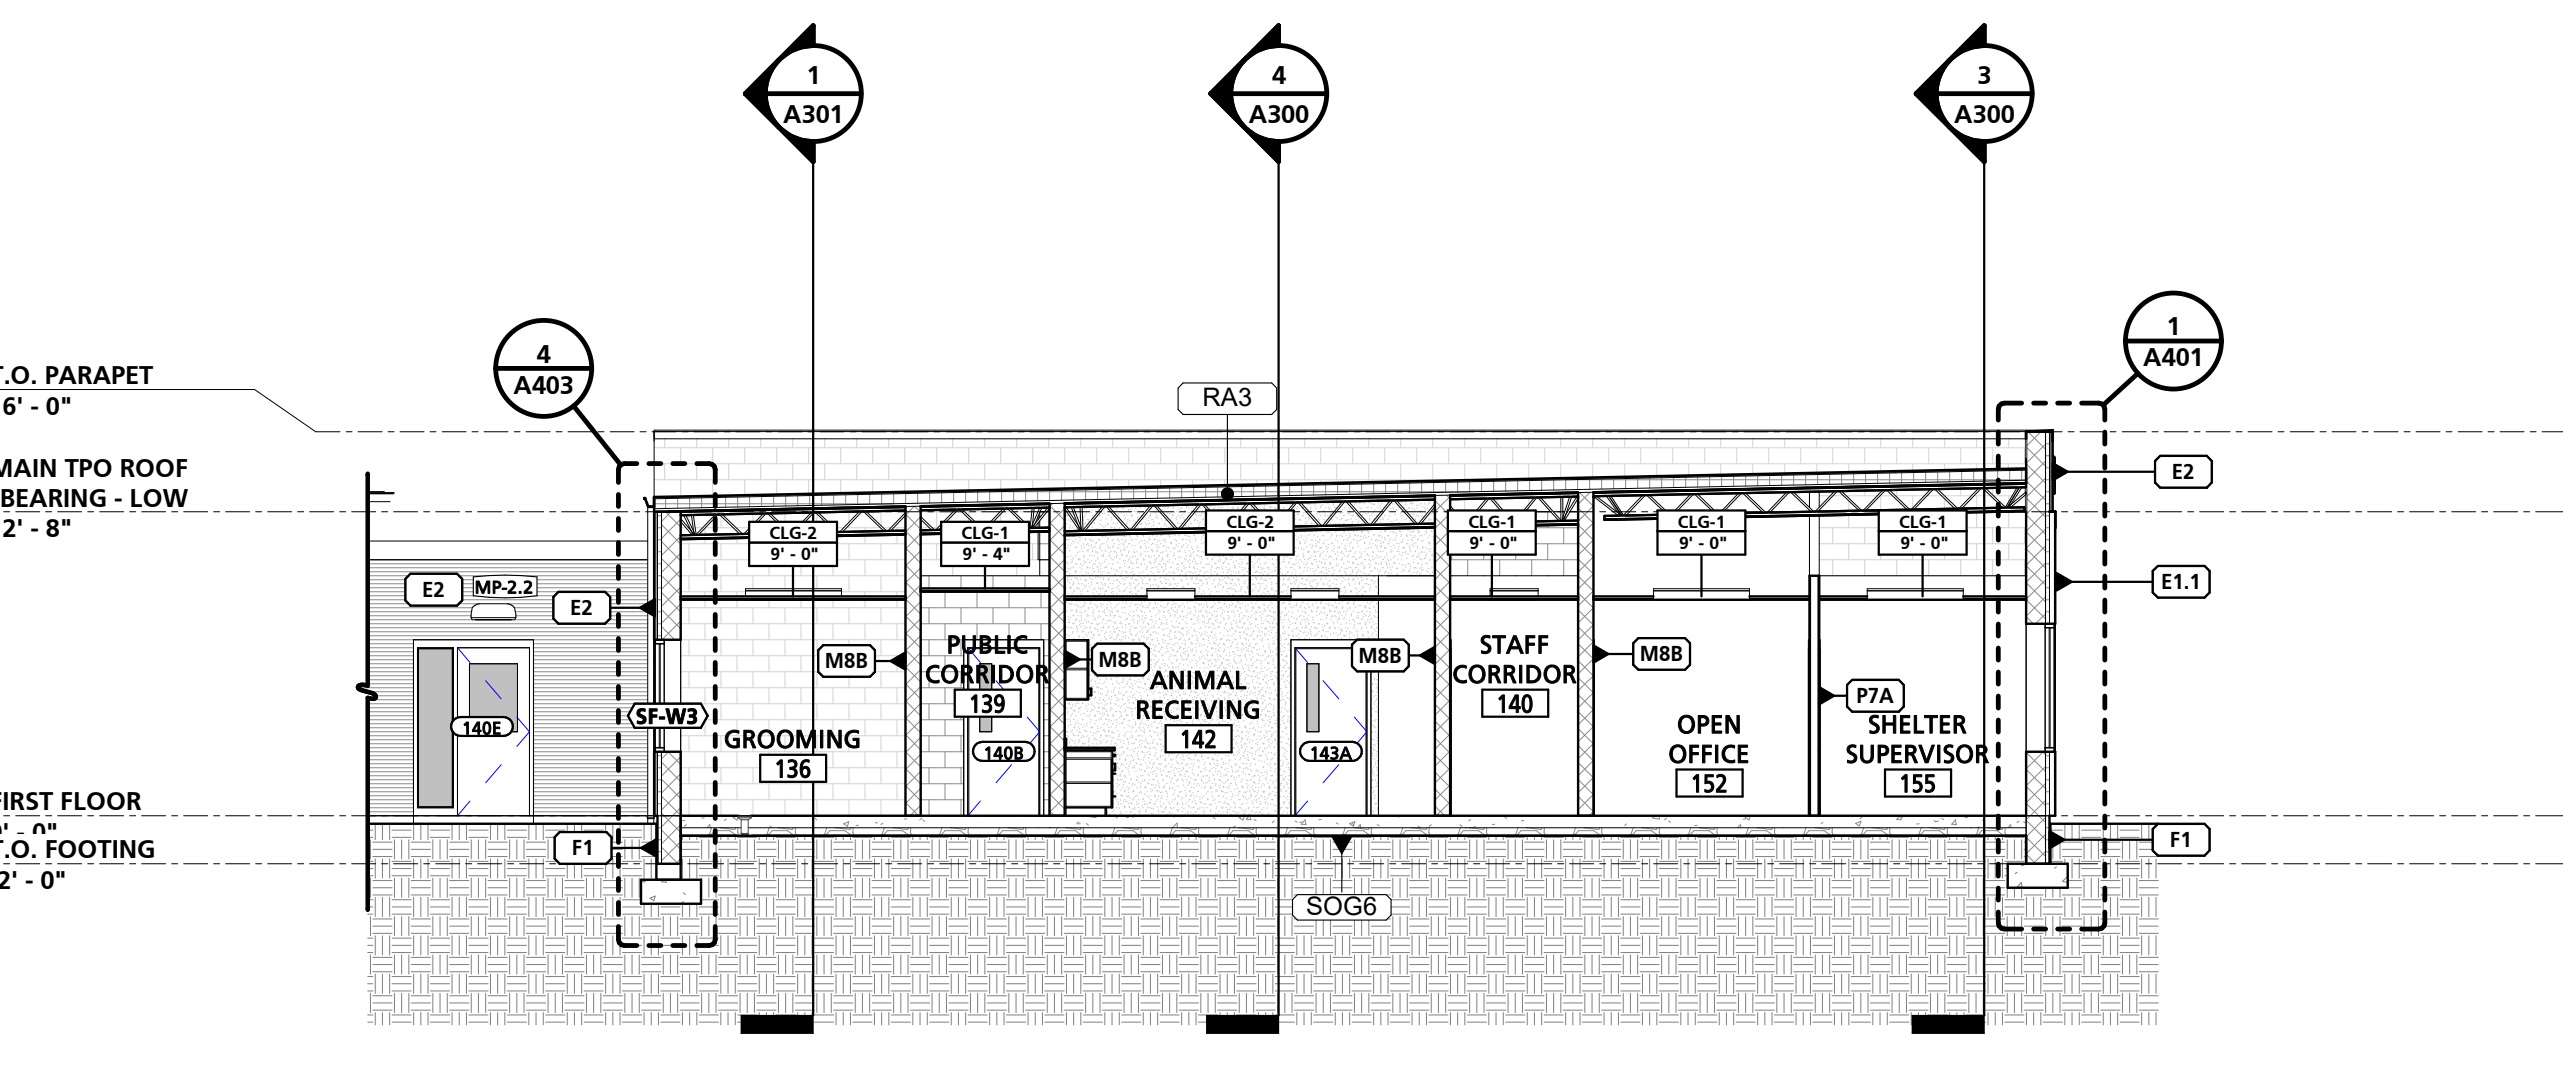 1
A301
4
A300
3
A300
1
A401
4
A403
T.O. PARAPET
6' - 0"
RA3
MAIN TPO ROOF
BEARING - LOW
2' - 8"
E2
CLG-2
9' - 0"
CLG-1
9' - 4"
CLG-2
9' - 0"
CLG-1
9' - 0"
CLG-1
9' - 0"
CLG-1
9' - 0"
E2
MP-2.2
E2
E1.1
M8B
PUBLIC
CORRIDOR
139
M8B
M8B
STAFF
CORRIDOR
140
M8B
P7A
140E
SF-W3
GROOMING
136
140B
ANIMAL
RECEIVING
142
143A
OPEN
OFFICE
152
SHELTER
SUPERVISOR
155
FIRST FLOOR
0' - 0"
T.O. FOOTING
2' - 0"
F1
F1
SOG6